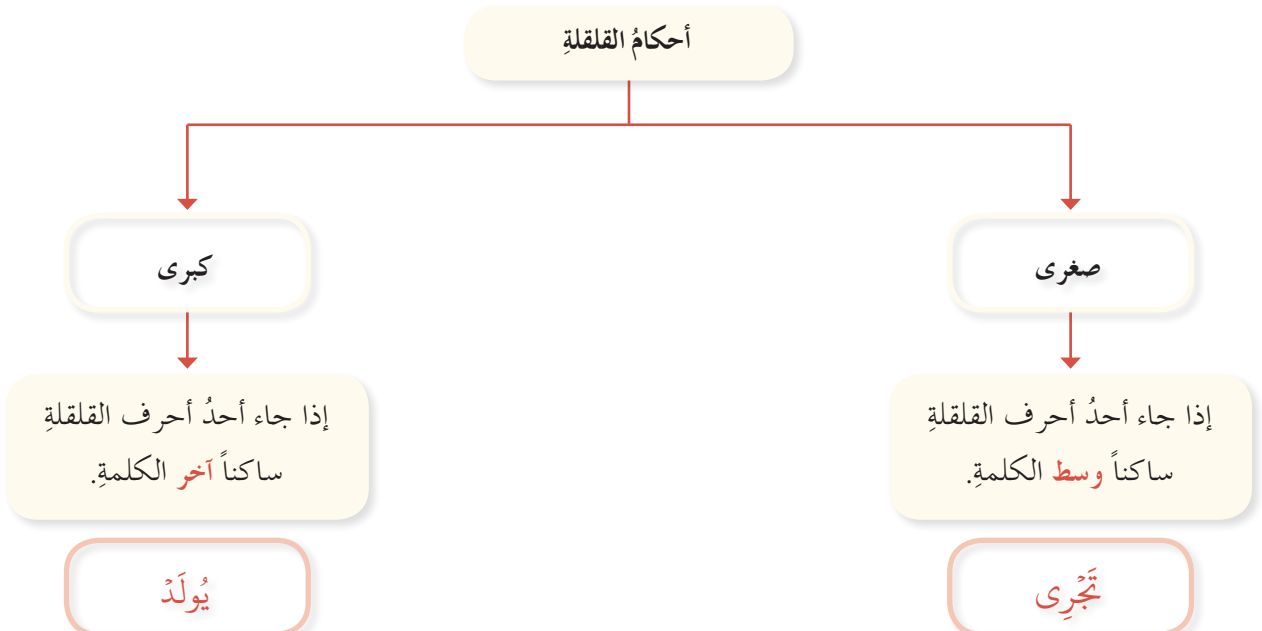 أحكامُ القلقلةِ
صغرى
كبرى
إذا جاء أحدُ أحرف القلقلةِ
ساكناً وسط الكلمةِ.
إذا جاء أحدُ أحرف القلقلةِ
ساكناً آخر الكلمةِ.
تَجْرِى
يُولَدْ